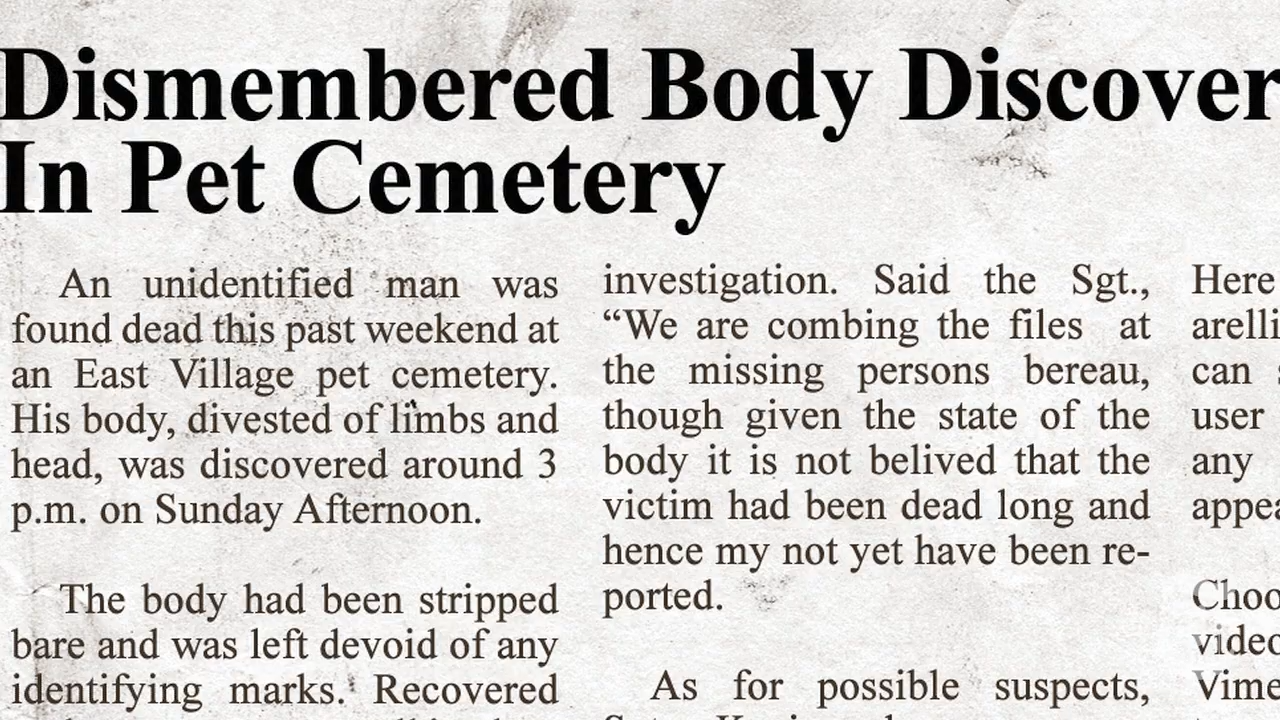 Dismembered Body Discover
In Pet Cemetery
An unidentified man was
found dead this past weekend at
an East Village pet cemetery.
His body, divested of limbs and
head, was discovered around 3
p.m. on Sunday Afternoon.
The body had been stripped
bare and was left devoid of any
identifying marks. Recovered
investigation. Said the Sgt.,
“We are combing the files at
the missing persons bereau,
though given the state of the
body it is not belived that the
victim had been dead long and
hence my not yet have been re-
ported.
As for possible suspects,
Here
arelli
can
user
any
appea
Choo
video
Vime